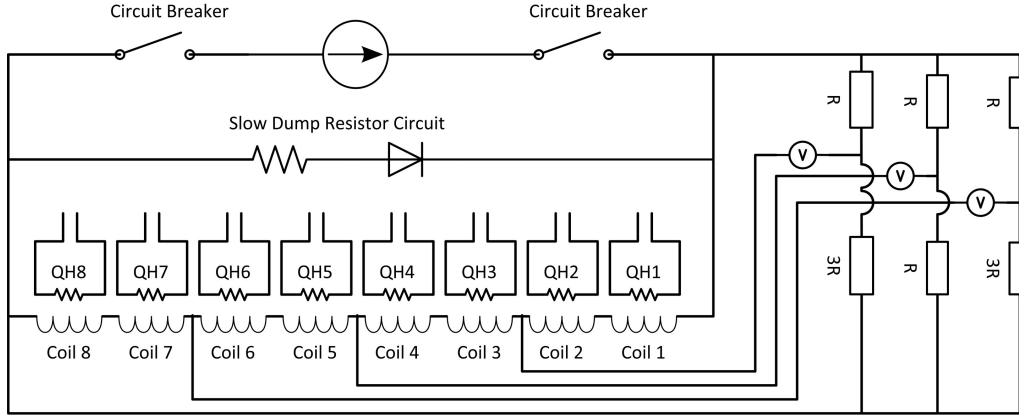 Circuit Breaker
Circuit Breaker
R
R
R
Slow Dump Resistor Circuit
V
V
V
QH8
QH7
QH6
QH5
QH4
QH3
QH2
QH1
3R
R
3R
Coil 8
Coil 7
Coil 6
Coil 5
Coil 4
Coil 3
Coil 2
Coil 1